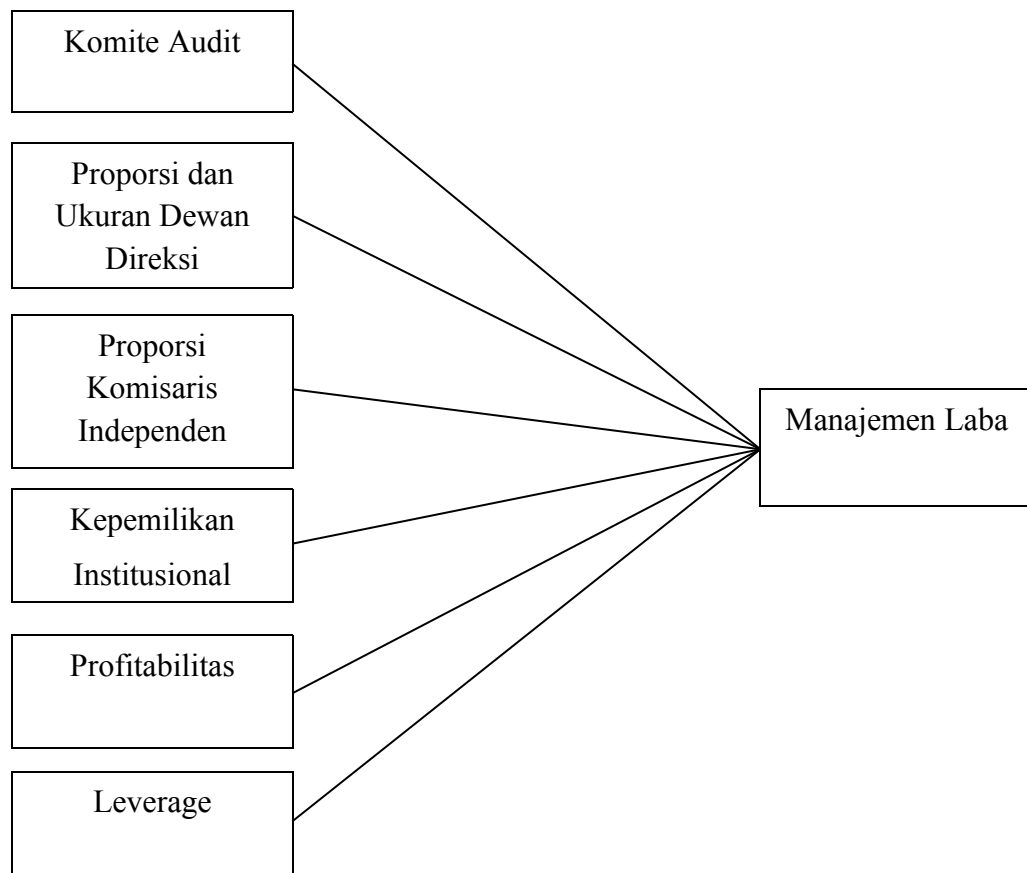 Komite Audit
Proporsi dan
Ukuran Dewan
Direksi
Proporsi
Komisaris
Independen
Kepemilikan
Institusional
Profitabilitas
Leverage
Manajemen Laba